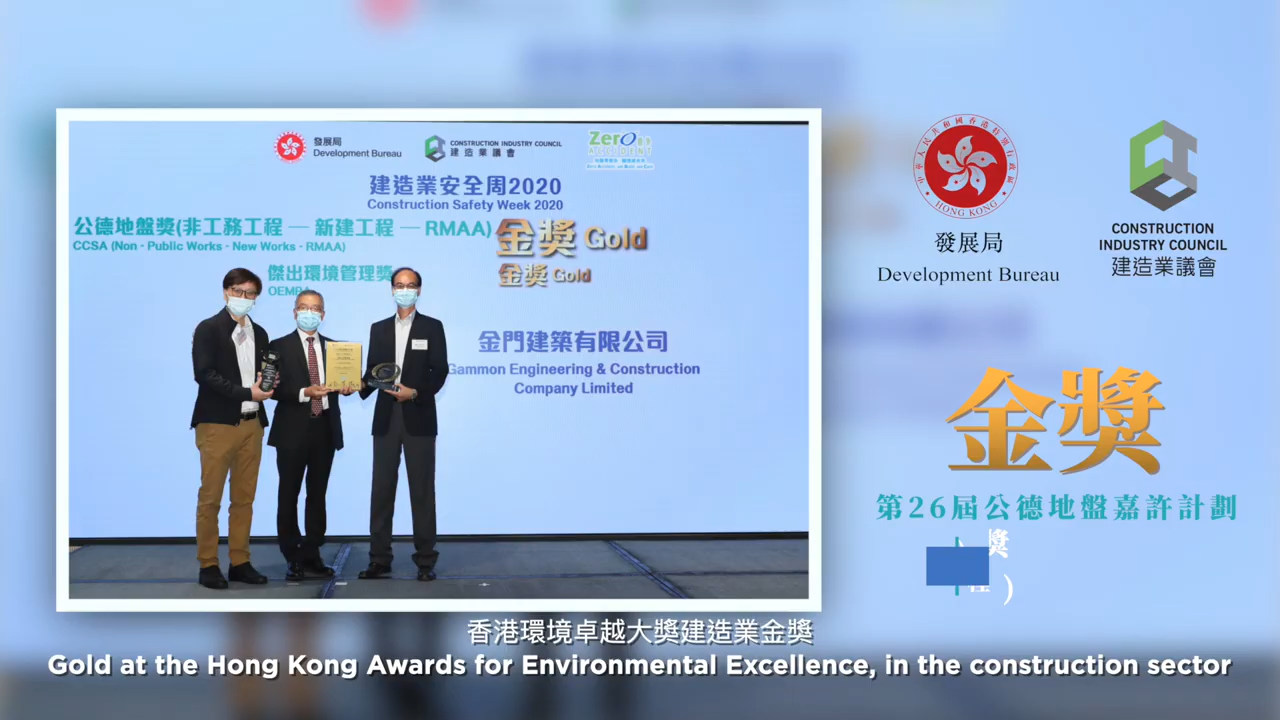 發展局
Development Bureau
CONSTRUCTION INDUSTRY COUNCIL
建造業議會
Zero
ACCIDENT
建造業安全周2020
Construction Safety Week 2020
公德地盤獎(非工務工程 — 新建工程 — RMAA)
金獎 Gold
CCSA (Non - Public Works - New Works - RMAA)
傑出環境管理獎
金獎 Gold
金門建築有限公司
Gammon Engineering & Construction
Company Limited
HONG KONG
發展局
Development Bureau
CONSTRUCTION
INDUSTRY COUNCIL
建造業議會
金獎
第26屆公德地盤嘉許計劃
獎
)
香港環境卓越大獎建造業金獎
Gold at the Hong Kong Awards for Environmental Excellence, in the construction sector